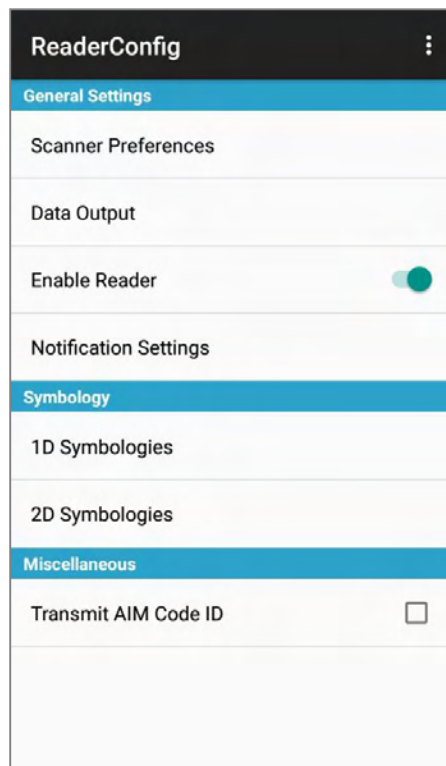 ReaderConfig
General Settings
Scanner Preferences
Data Output
Enable Reader
Notification Settings
Symbology
1D Symbologies
2D Symbologies
Miscellaneous
Transmit AIM Code ID